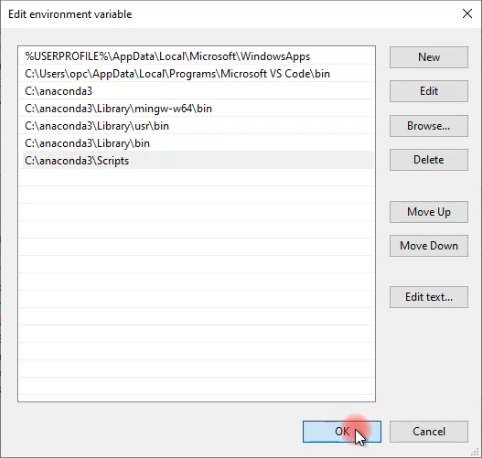 Edit environment variable
%USERPROFILE%\AppData\Local\Microsoft\WindowsApps
C:\Users\opc\AppData\Local\Programs\Microsoft VS Code\bin
C:\anaconda3
C:\anaconda3\Library\mingw-w64\bin
C:\anaconda3\Library\usr\bin
C:\anaconda3\Library\bin
C:\anaconda3\Scripts
New
Edit
Browse...
Delete
Move Up
Move Down
Edit text...
OK
Cancel